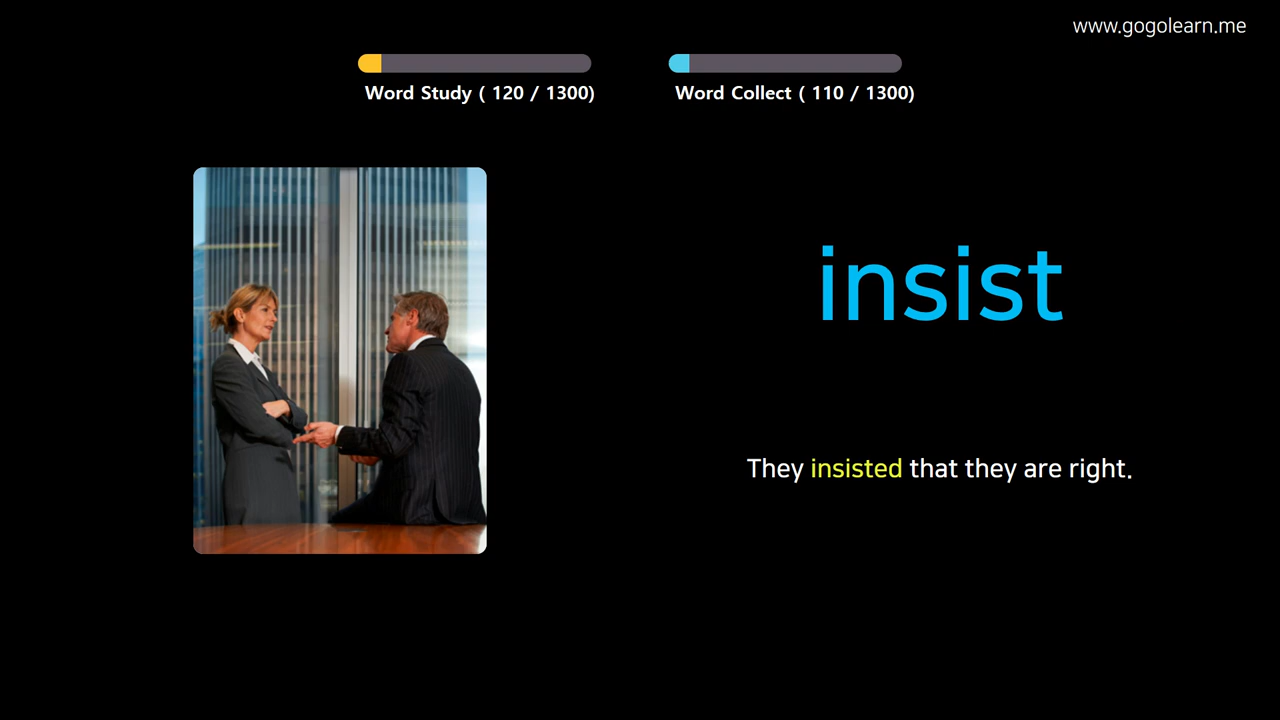 www.gogolearn.me
Word Study ( 120 / 1300)
Word Collect ( 110 / 1300)
insist
They insisted that they are right.